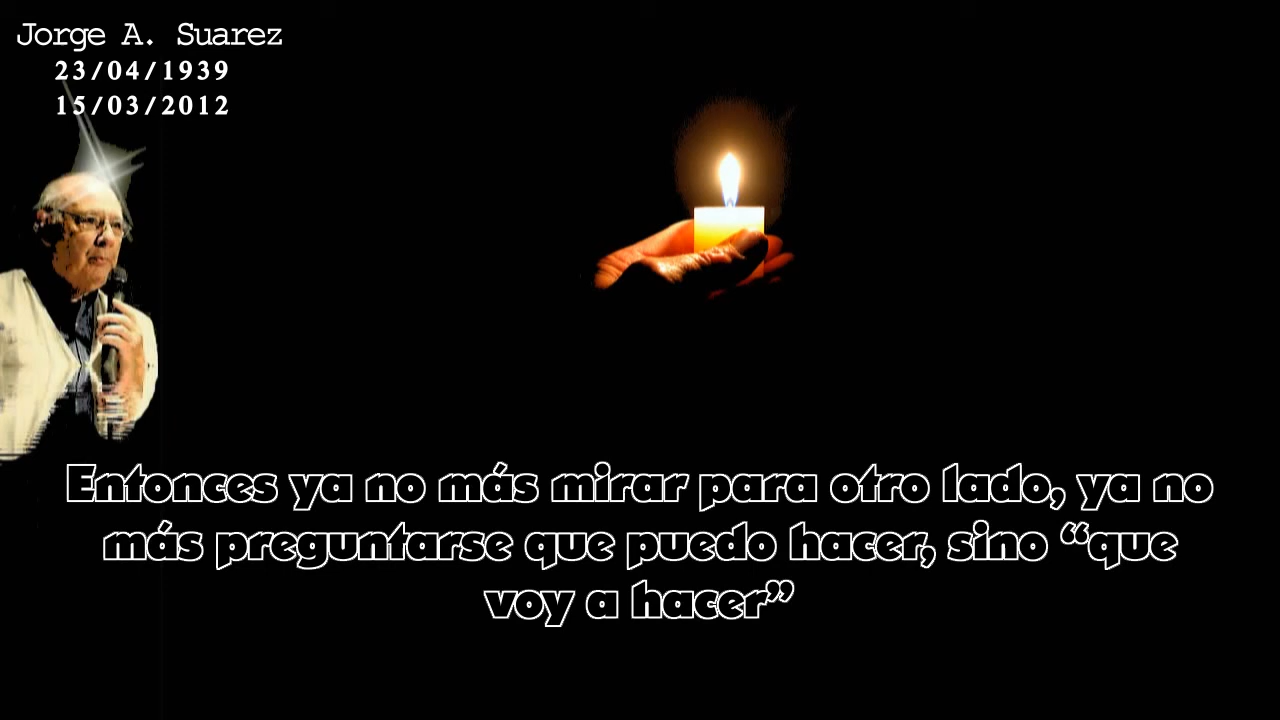 Jorge A. Suarez
23/04/1939
15/03/2012
Entonces ya no más mirar para otro lado, ya no
más preguntarse que puedo hacer, sino “que
voy a hacer”